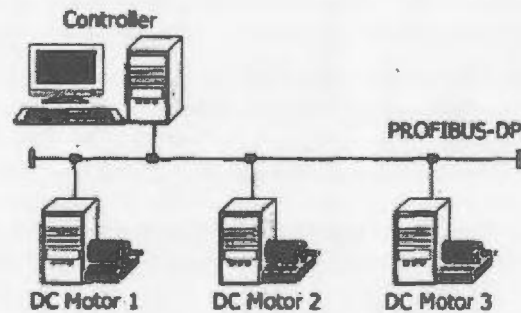 Controller
PROFIBUS-DP
DC Motor 1
DC Motor 2
DC Motor 3